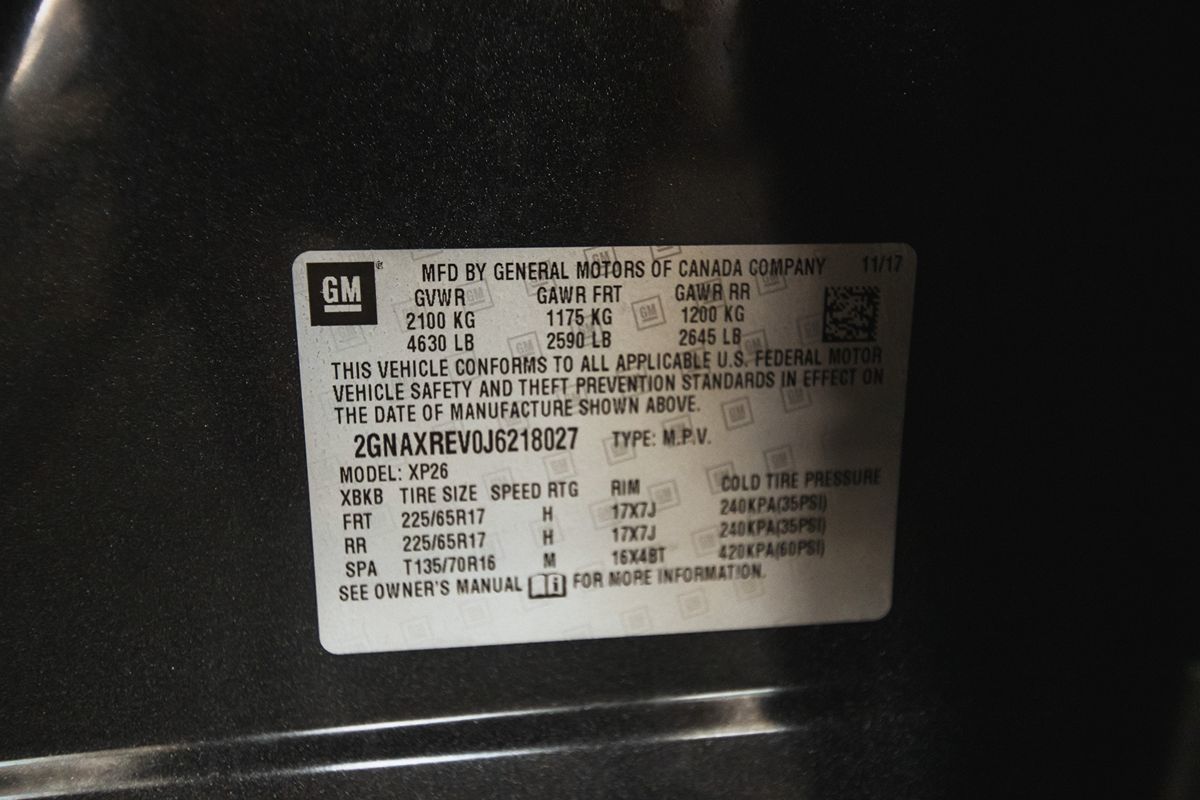 GM ® MFD BY GENERAL MOTORS OF CANADA COMPANY 11/17
GVWR GAWR FRT GAWR RR
2100 KG 1175 KG 1200 KG
4630 LB 2590 LB 2645 LB
THIS VEHICLE CONFORMS TO ALL APPLICABLE U.S. FEDERAL MOTOR
VEHICLE SAFETY AND THEFT PREVENTION STANDARDS IN EFFECT ON
THE DATE OF MANUFACTURE SHOWN ABOVE.
2GNAXREV0J6218027 TYPE: M.P.V.
MODEL: XP26
XBKB TIRE SIZE SPEED RTG RIM COLD TIRE PRESSURE
FRT 225/65R17 H 17X7J 240KPA(35PSI)
RR 225/65R17 H 17X7J 240KPA(35PSI)
SPA T135/70R16 M 16X4BT 420KPA(60PSI)
SEE OWNER'S MANUAL FOR MORE INFORMATION.